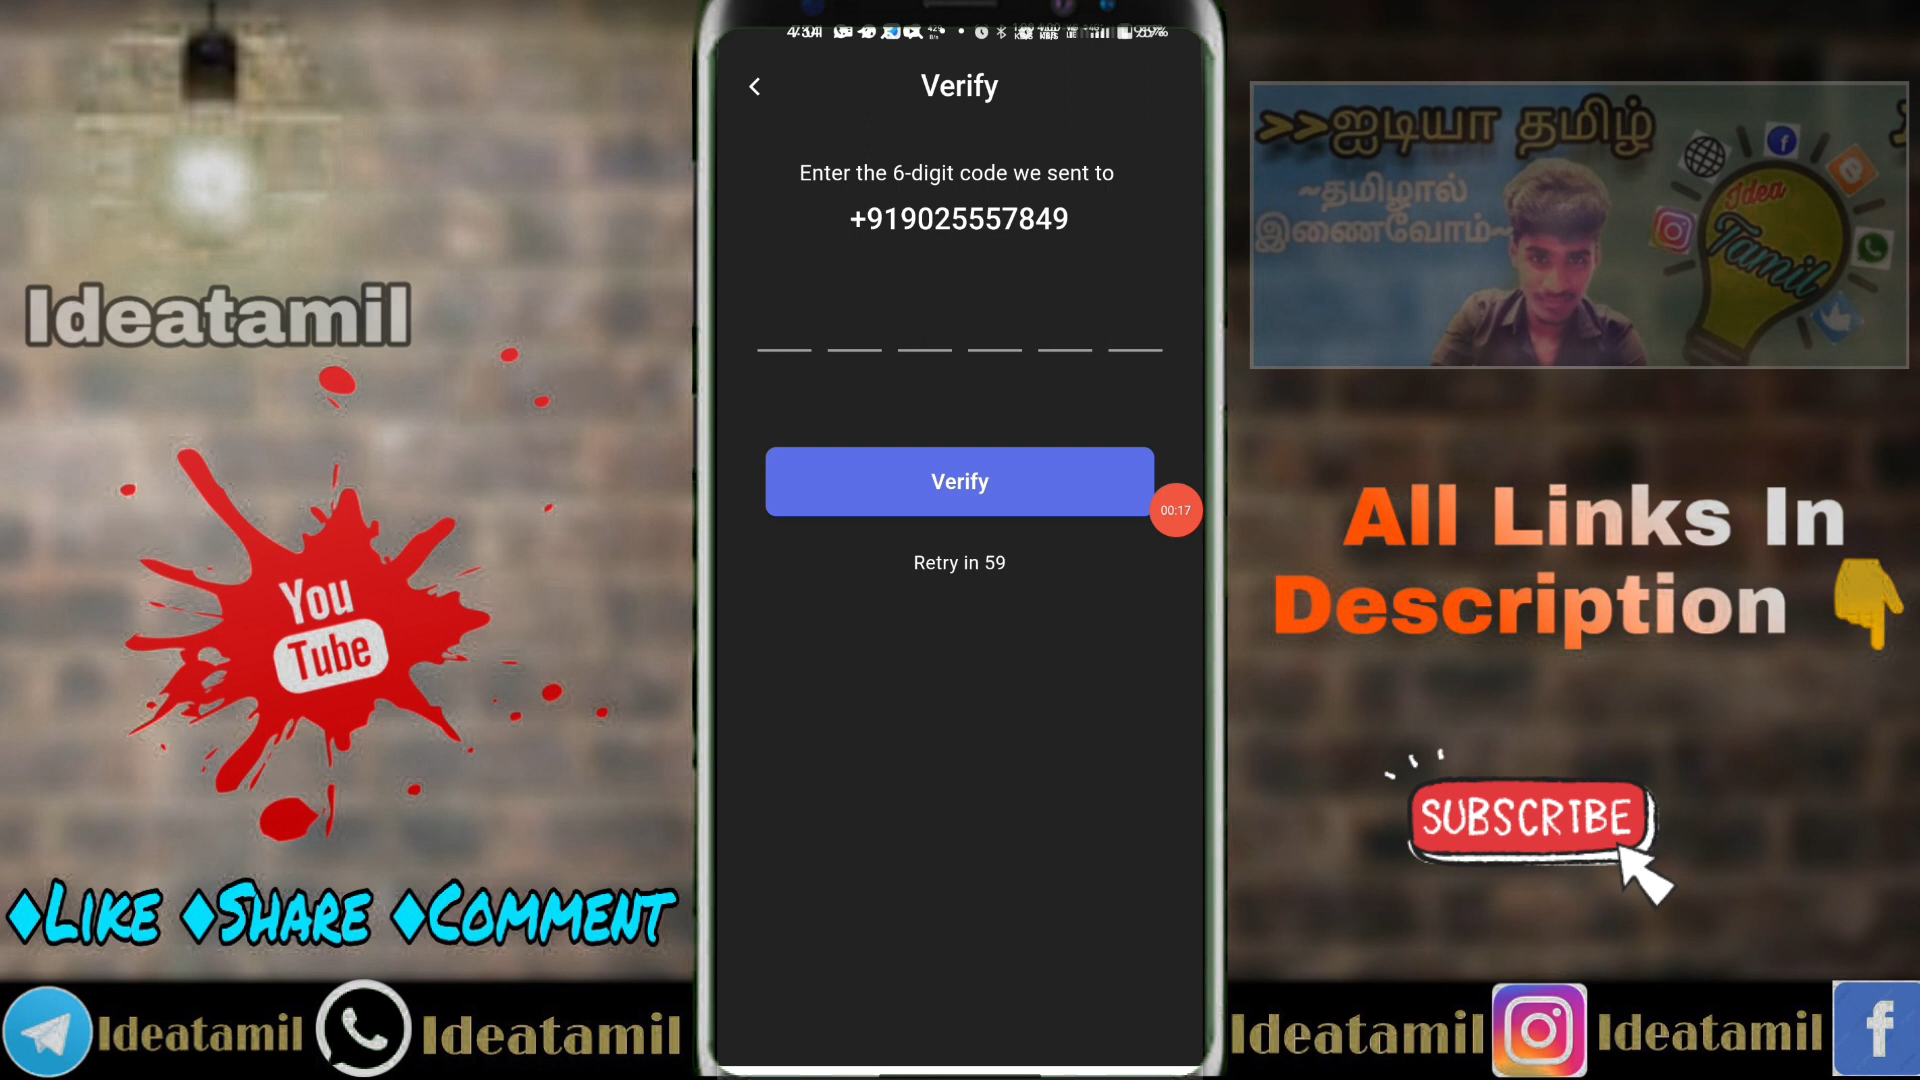 Verify
Enter the 6-digit code we sent to
+919025557849
Verify
00:17
Retry in 59
Ideatamil
You
Tube
♦LIKE ♦SHARE ♦COMMENT
>>ஐடியா தமிழ்
~தமிழால்
இணைவோம்~
Idea
Tamil
All Links In
Description 👇
SUBSCRIBE
Ideatamil
Ideatamil
Ideatamil
Ideatamil